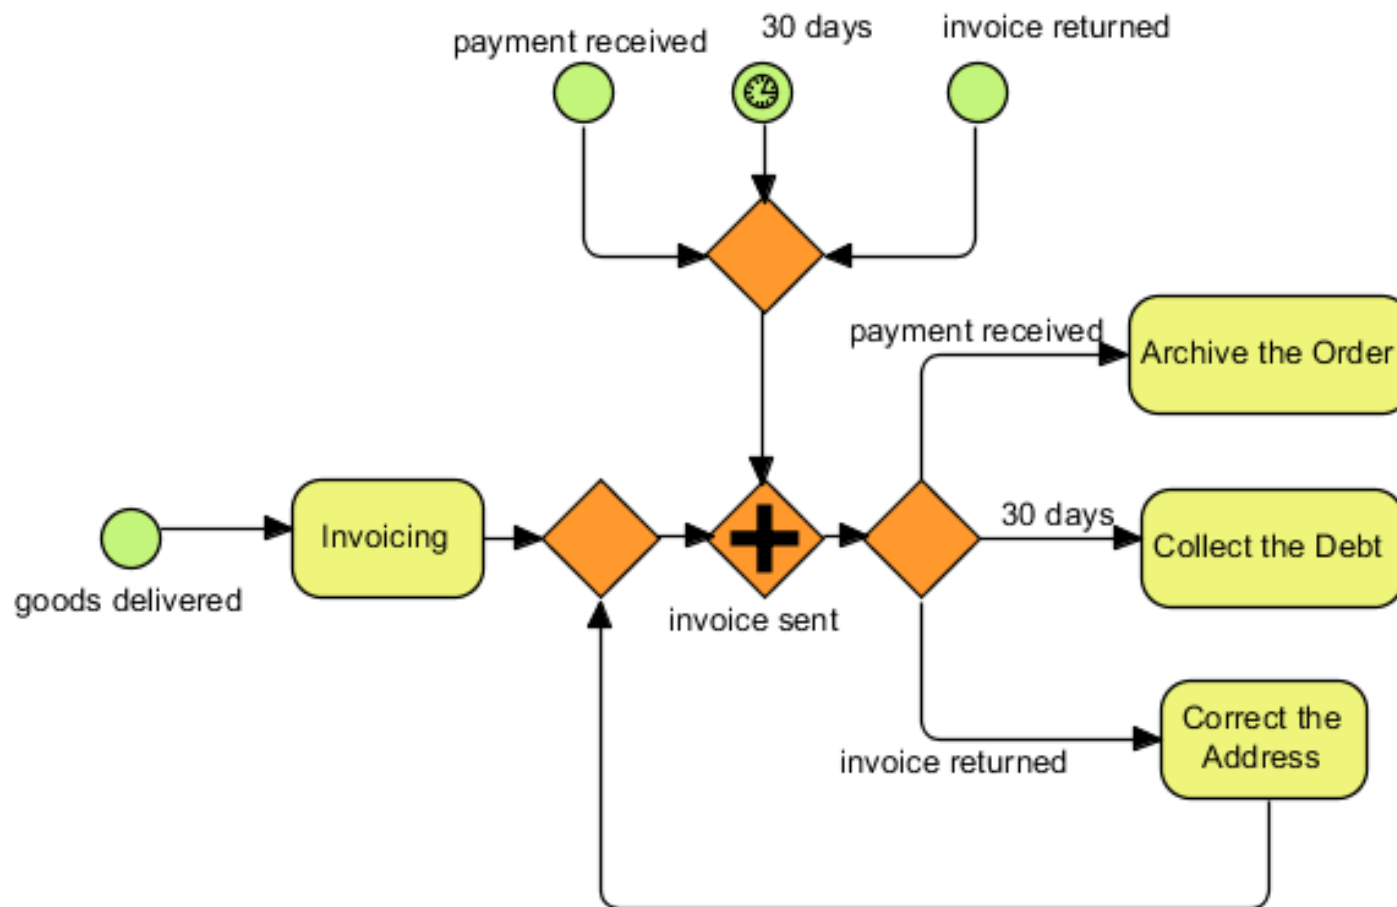 payment received
30 days
invoice returned
payment received
Archive the Order
Invoicing
30 days
Collect the Debt
goods delivered
invoice sent
invoice returned
Correct the
Address